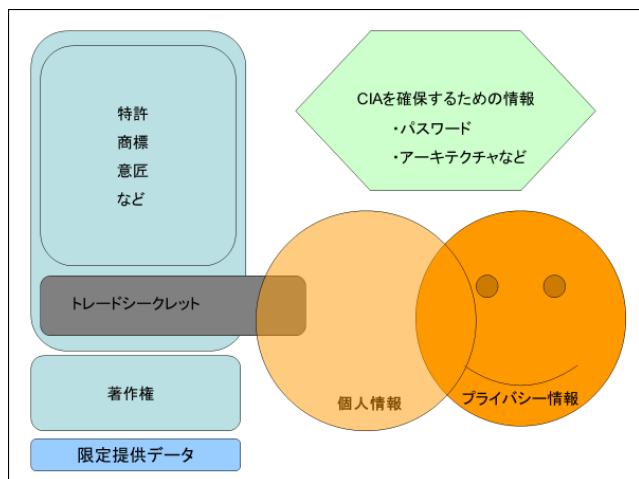 特許
商標
意匠
など
トレードシークレット
著作権
限定提供データ
CIAを確保するための情報
・パスワード
・アーキテクチャなど
個人情報
プライバシー情報